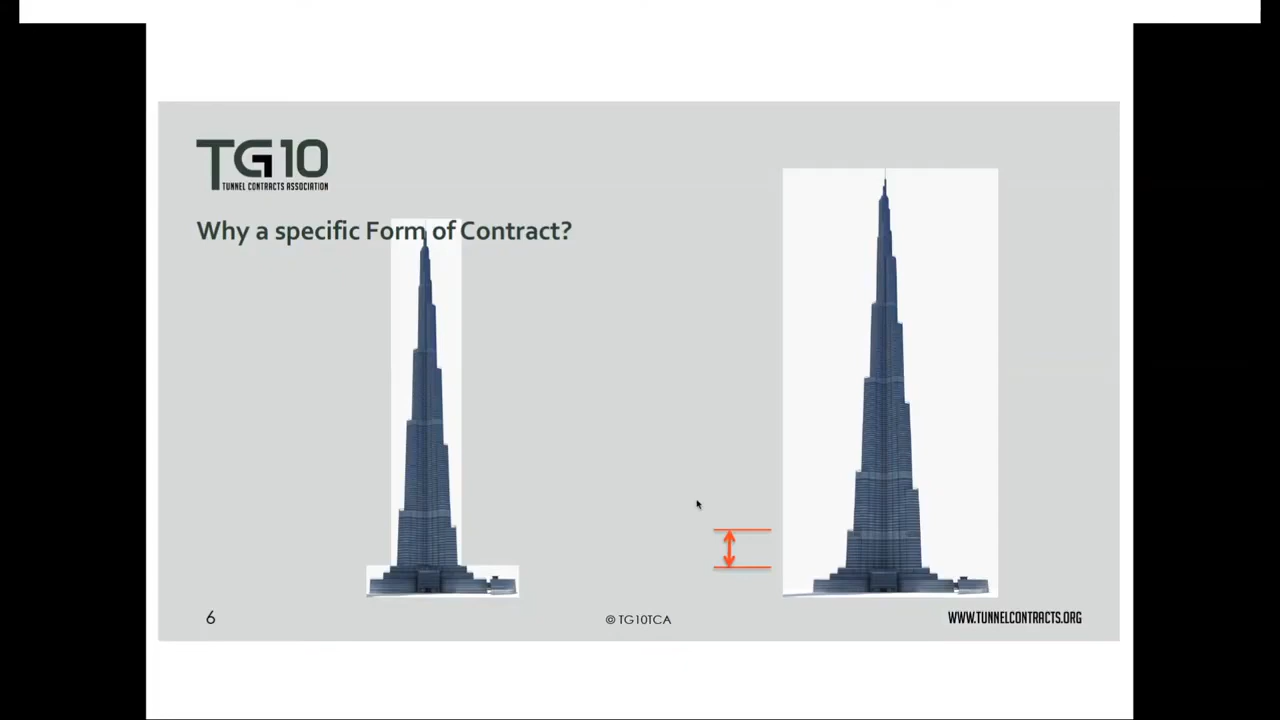 TG10
TUNNEL CONTRACTS ASSOCIATION
Why a specific Form of Contract?
6
© TG10TCA
WWW.TUNNELCONTRACTS.ORG